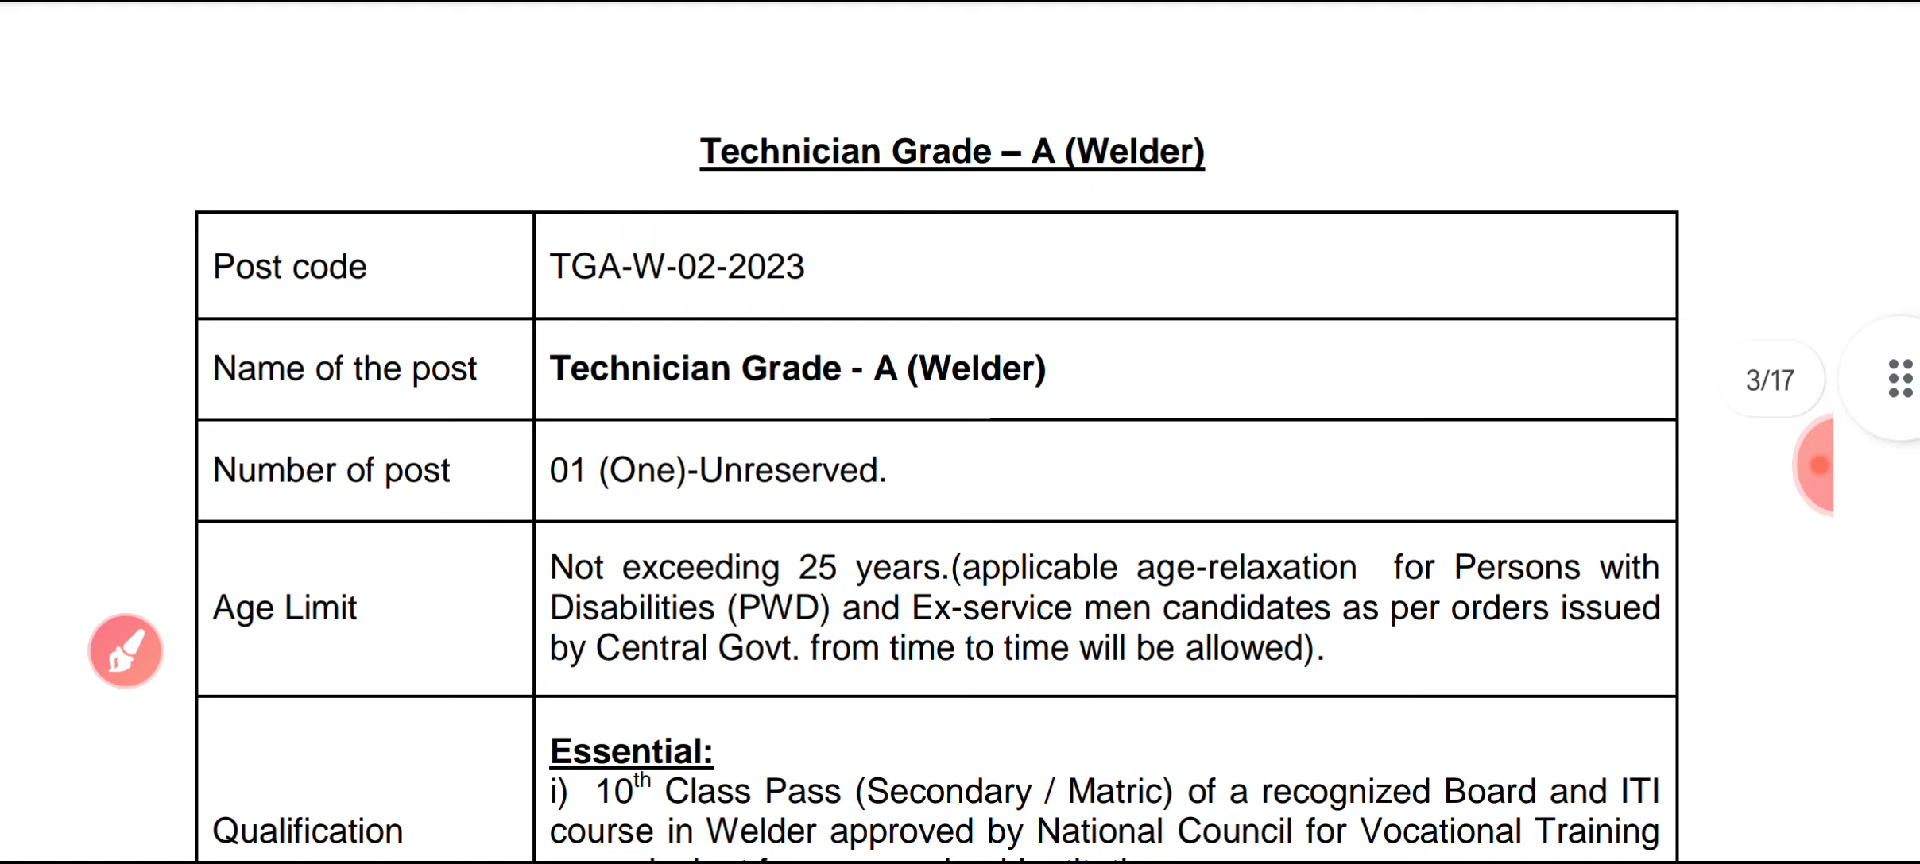 Technician Grade – A (Welder)
Post code
TGA-W-02-2023
Name of the post
Technician Grade - A (Welder)
Number of post
01 (One)-Unreserved.
Age Limit
Not exceeding 25 years.(applicable age-relaxation for Persons with
Disabilities (PWD) and Ex-service men candidates as per orders issued
by Central Govt. from time to time will be allowed).
Qualification
Essential:
i) 10th Class Pass (Secondary / Matric) of a recognized Board and ITI
course in Welder approved by National Council for Vocational Training
3/17